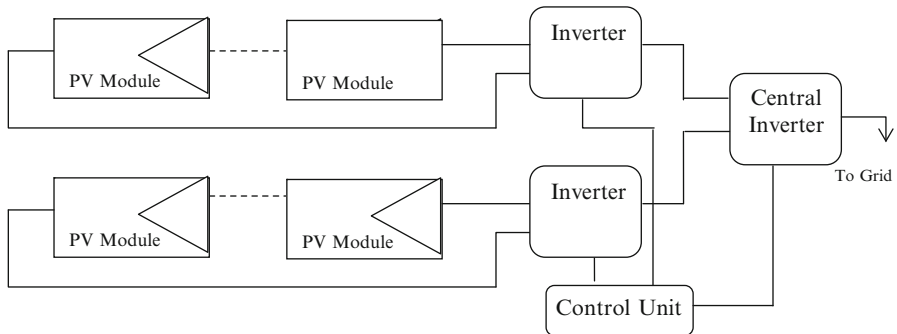 Inverter
PV Module
PV Module
Central
Inverter
To Grid
Inverter
PV Module
PV Module
Control Unit